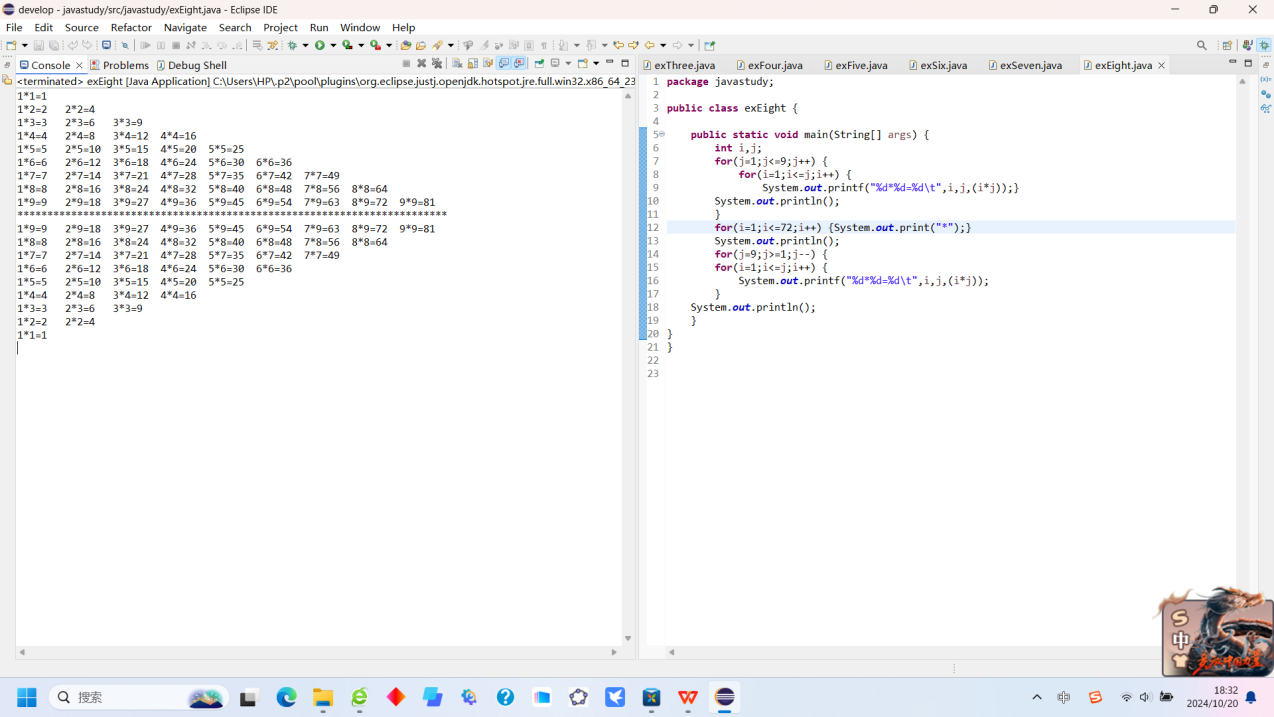 develop - javastudy/src/javastudy/exEight.java - Eclipse IDE
File Edit Source Refactor Navigate Search Project Run Window Help
Console Problems Debug Shell
<terminated> exEight [Java Application] C:\Users\HP\.p2\pool\plugins\org.eclipse.justj.openjdk.hotspot.jre.full.win32.x86_64_23
1*1=1
1*2=2 2*2=4
1*3=3 2*3=6 3*3=9
1*4=4 2*4=8 3*4=12 4*4=16
1*5=5 2*5=10 3*5=15 4*5=20 5*5=25
1*6=6 2*6=12 3*6=18 4*6=24 5*6=30 6*6=36
1*7=7 2*7=14 3*7=21 4*7=28 5*7=35 6*7=42 7*7=49
1*8=8 2*8=16 3*8=24 4*8=32 5*8=40 6*8=48 7*8=56 8*8=64
1*9=9 2*9=18 3*9=27 4*9=36 5*9=45 6*9=54 7*9=63 8*9=72 9*9=81
************************************************************************
1*9=9 2*9=18 3*9=27 4*9=36 5*9=45 6*9=54 7*9=63 8*9=72 9*9=81
1*8=8 2*8=16 3*8=24 4*8=32 5*8=40 6*8=48 7*8=56 8*8=64
1*7=7 2*7=14 3*7=21 4*7=28 5*7=35 6*7=42 7*7=49
1*6=6 2*6=12 3*6=18 4*6=24 5*6=30 6*6=36
1*5=5 2*5=10 3*5=15 4*5=20 5*5=25
1*4=4 2*4=8 3*4=12 4*4=16
1*3=3 2*3=6 3*3=9
1*2=2 2*2=4
1*1=1
exThree.java exFour.java exFive.java exSix.java exSeven.java exEight.java
1 package javastudy;
2
3 public class exEight {
4
5 public static void main(String[] args) {
6 int i,j;
7 for(j=1;j<=9;j++) {
8 for(i=1;i<=j;i++) {
9 System.out.printf("%d*%d=%d\t",i,j,(i*j));}
10 System.out.println();
11 }
12 for(i=1;i<=72;i++) {System.out.print("*");}
13 System.out.println();
14 for(j=9;j>=1;j--) {
15 for(i=1;i<=j;i++) {
16 System.out.printf("%d*%d=%d\t",i,j,(i*j));
17 }
18 System.out.println();
19 }
20 }
21 }
22
23
S
中
搜索
中
S
18:32
2024/10/20